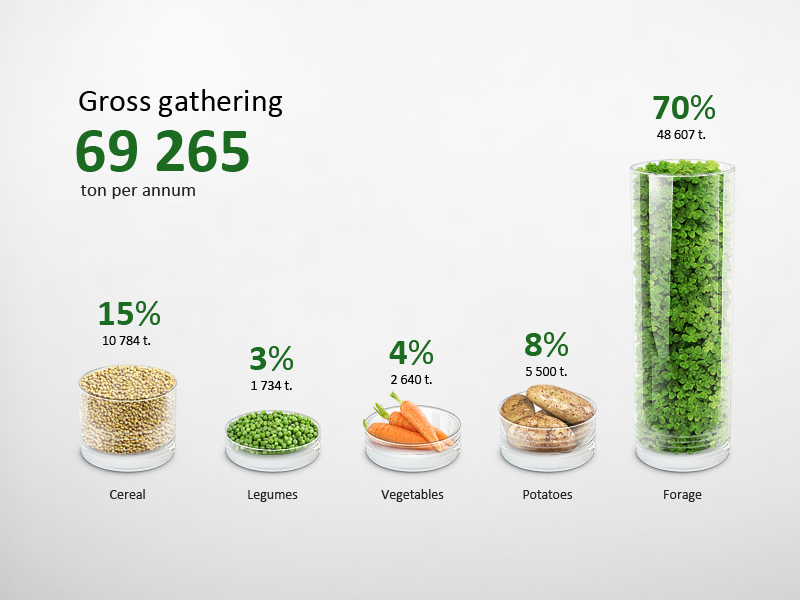 Gross gathering
69 265
ton per annum
70%
48 607 t.
15%
10 784 t.
3%
1 734 t.
4%
2 640 t.
8%
5 500 t.
Cereal
Legumes
Vegetables
Potatoes
Forage